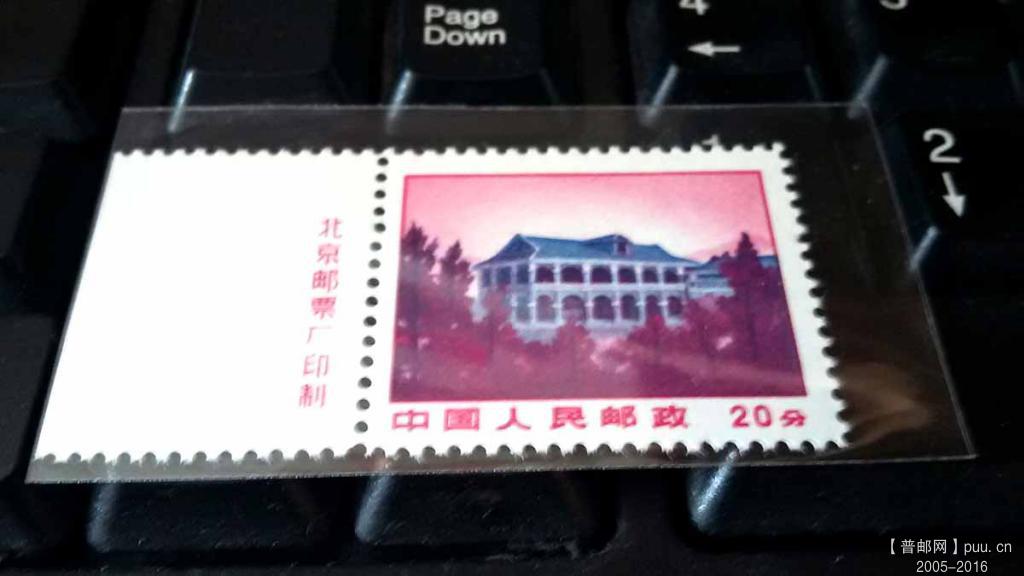 Page
Down
4
←
1
2
↓
北京邮票厂印制
中国人民邮政 20分
【普邮网】puu.cn
2005-2016